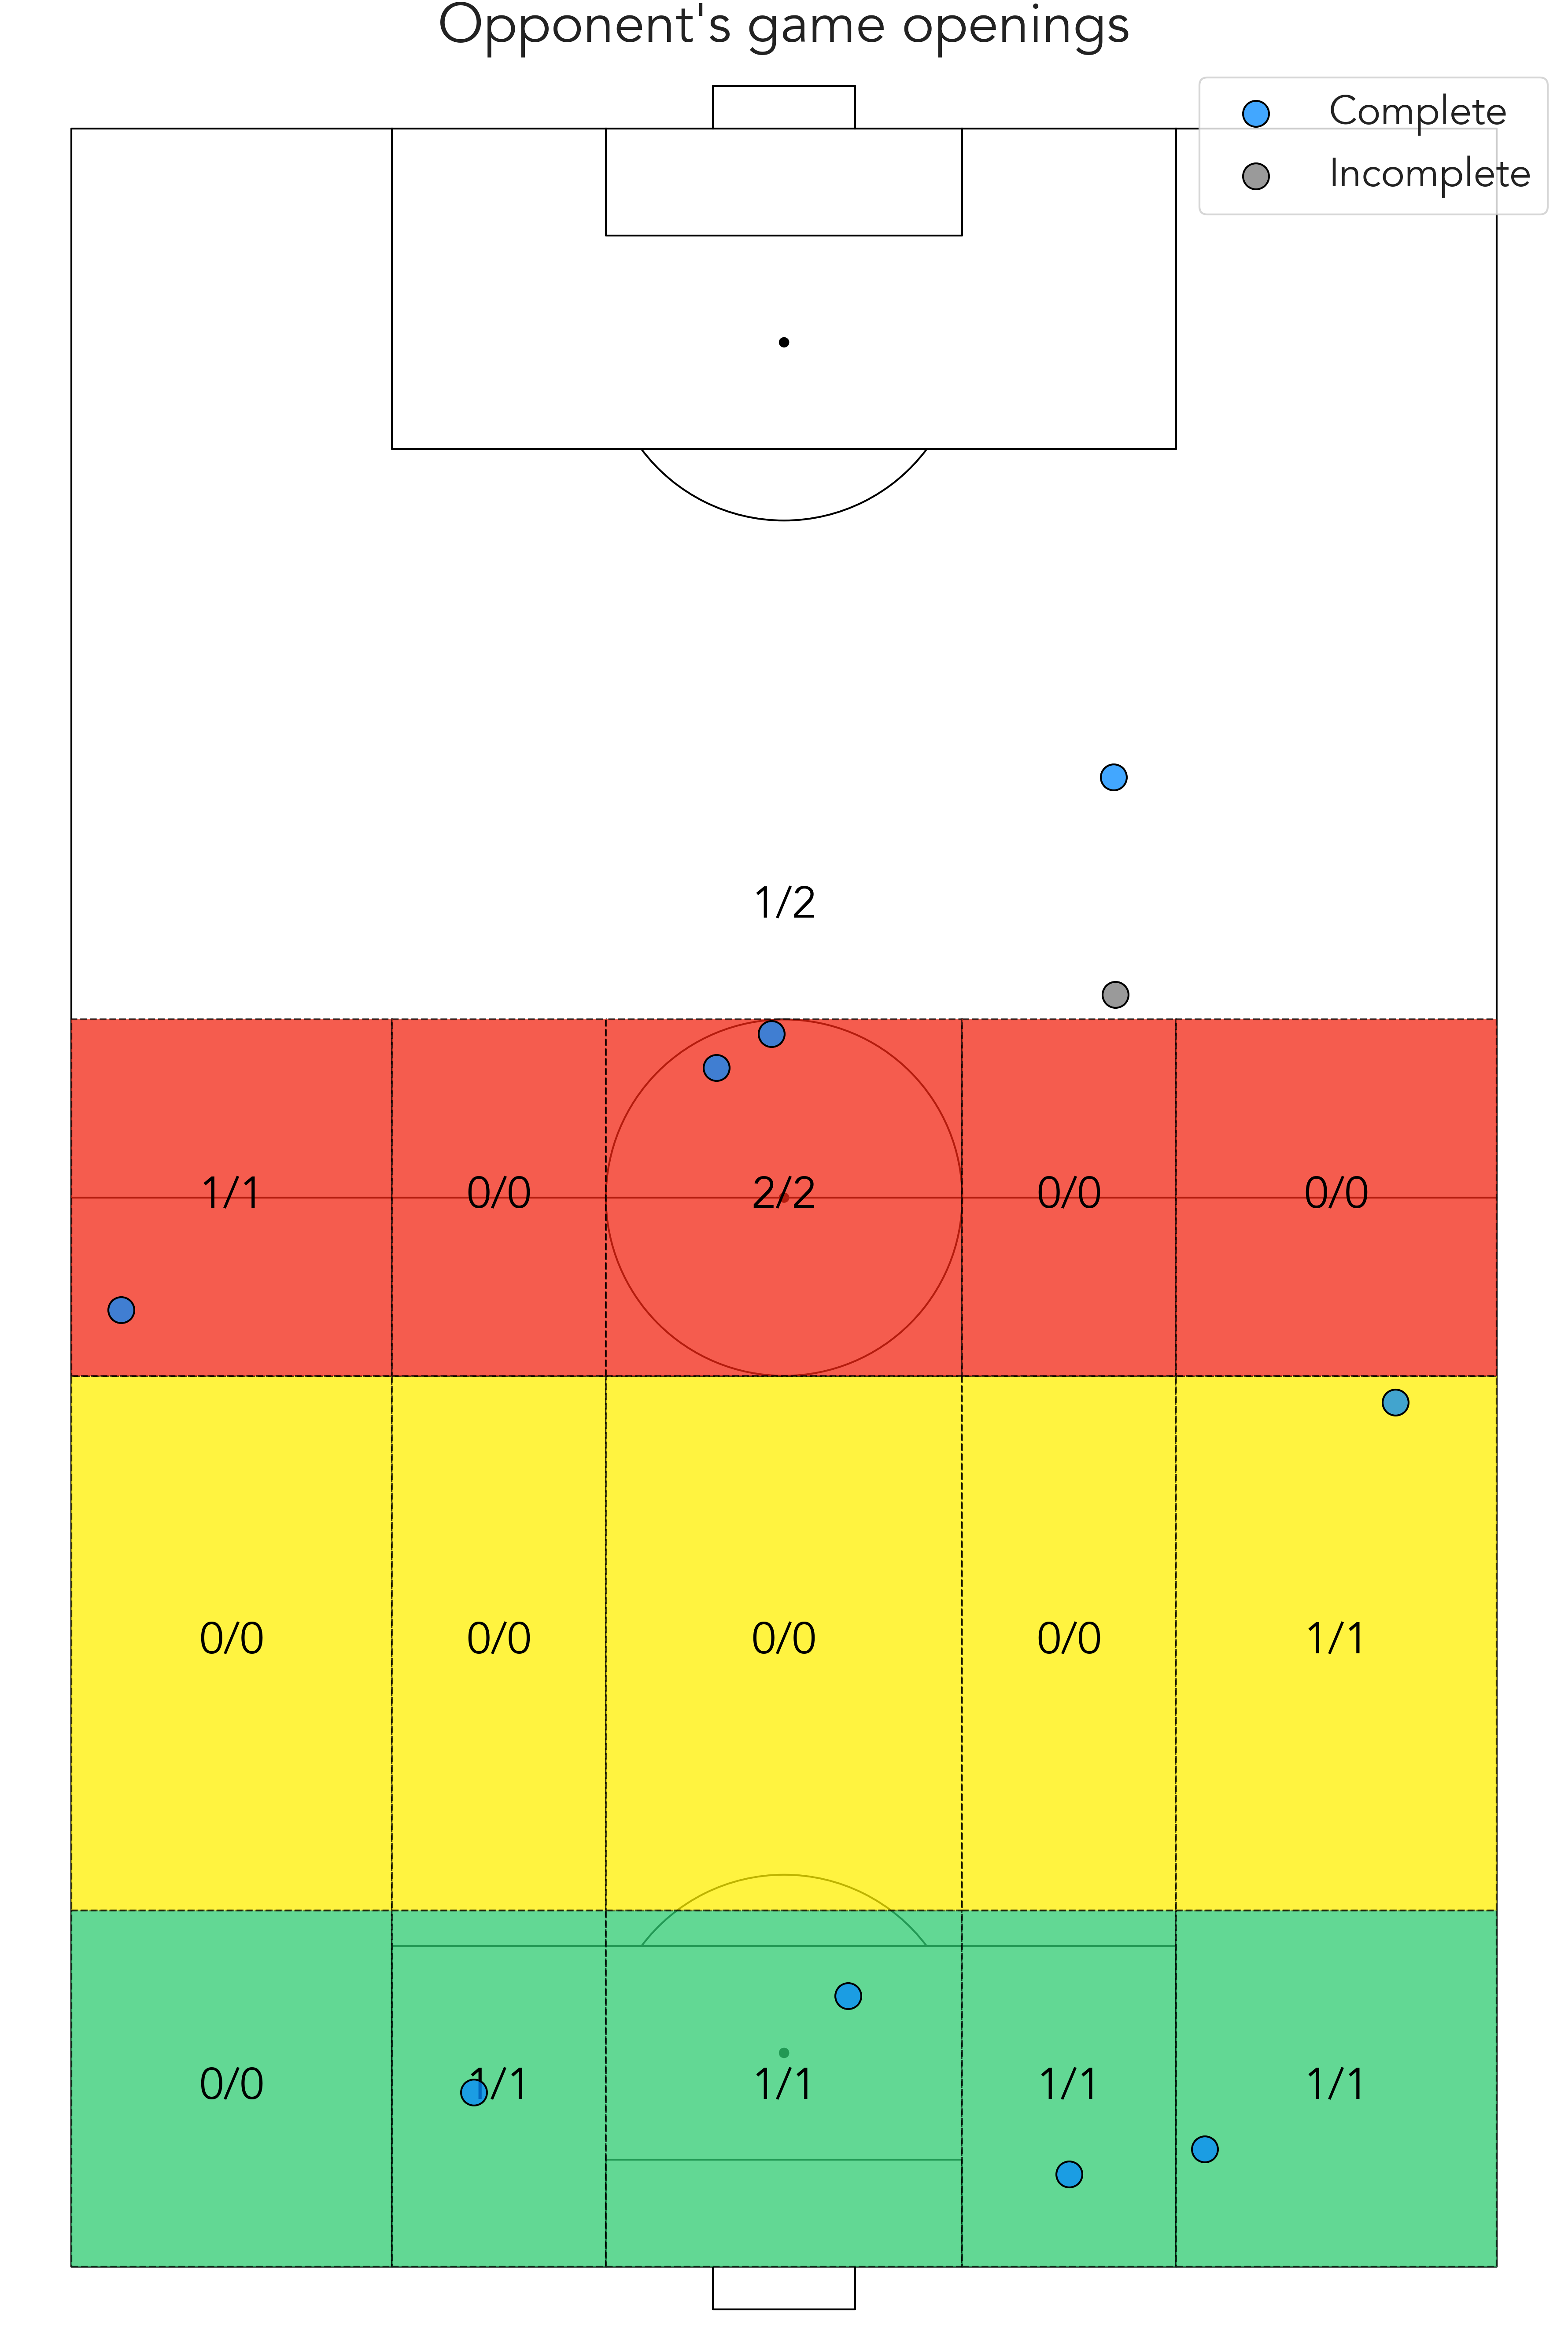 Opponent's game openings
Complete
Incomplete
1/2
1/1 0/0 2/2 0/0 0/0
0/0 0/0 0/0 0/0 1/1
0/0 1/1 1/1 1/1 1/1